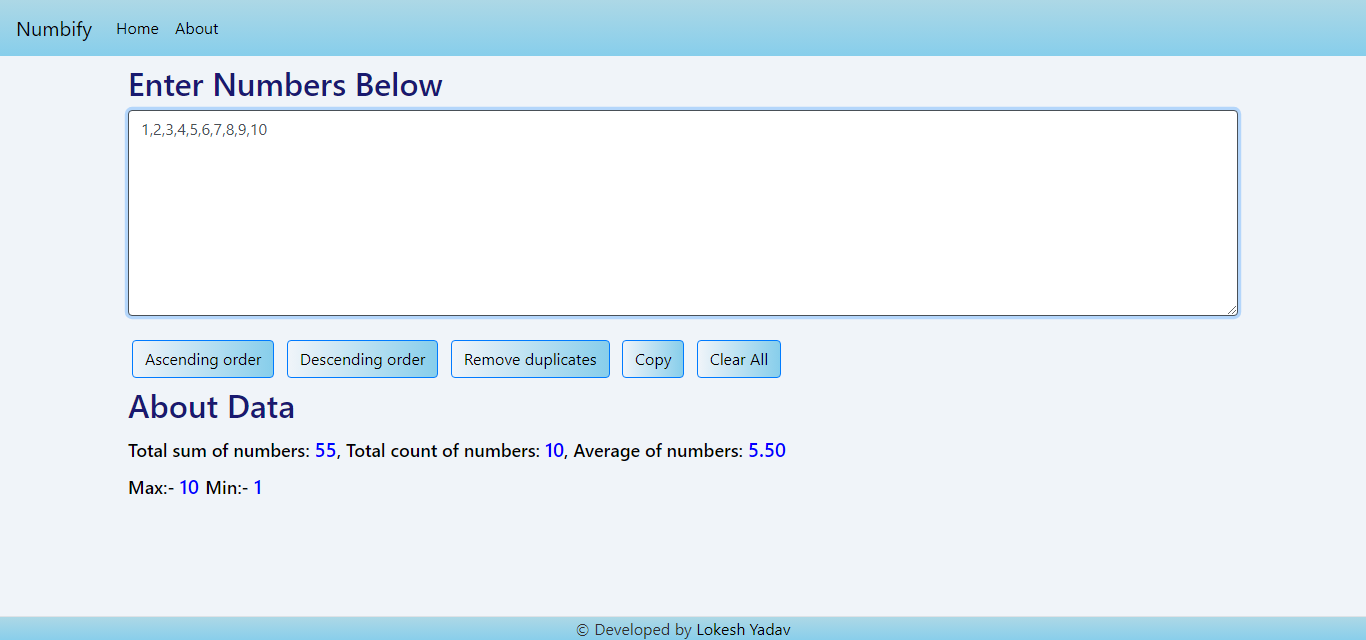 Numbify Home About
Enter Numbers Below
1,2,3,4,5,6,7,8,9,10
Ascending order Descending order Remove duplicates Copy Clear All
About Data
Total sum of numbers: 55, Total count of numbers: 10, Average of numbers: 5.50
Max:- 10 Min:- 1
© Developed by Lokesh Yadav